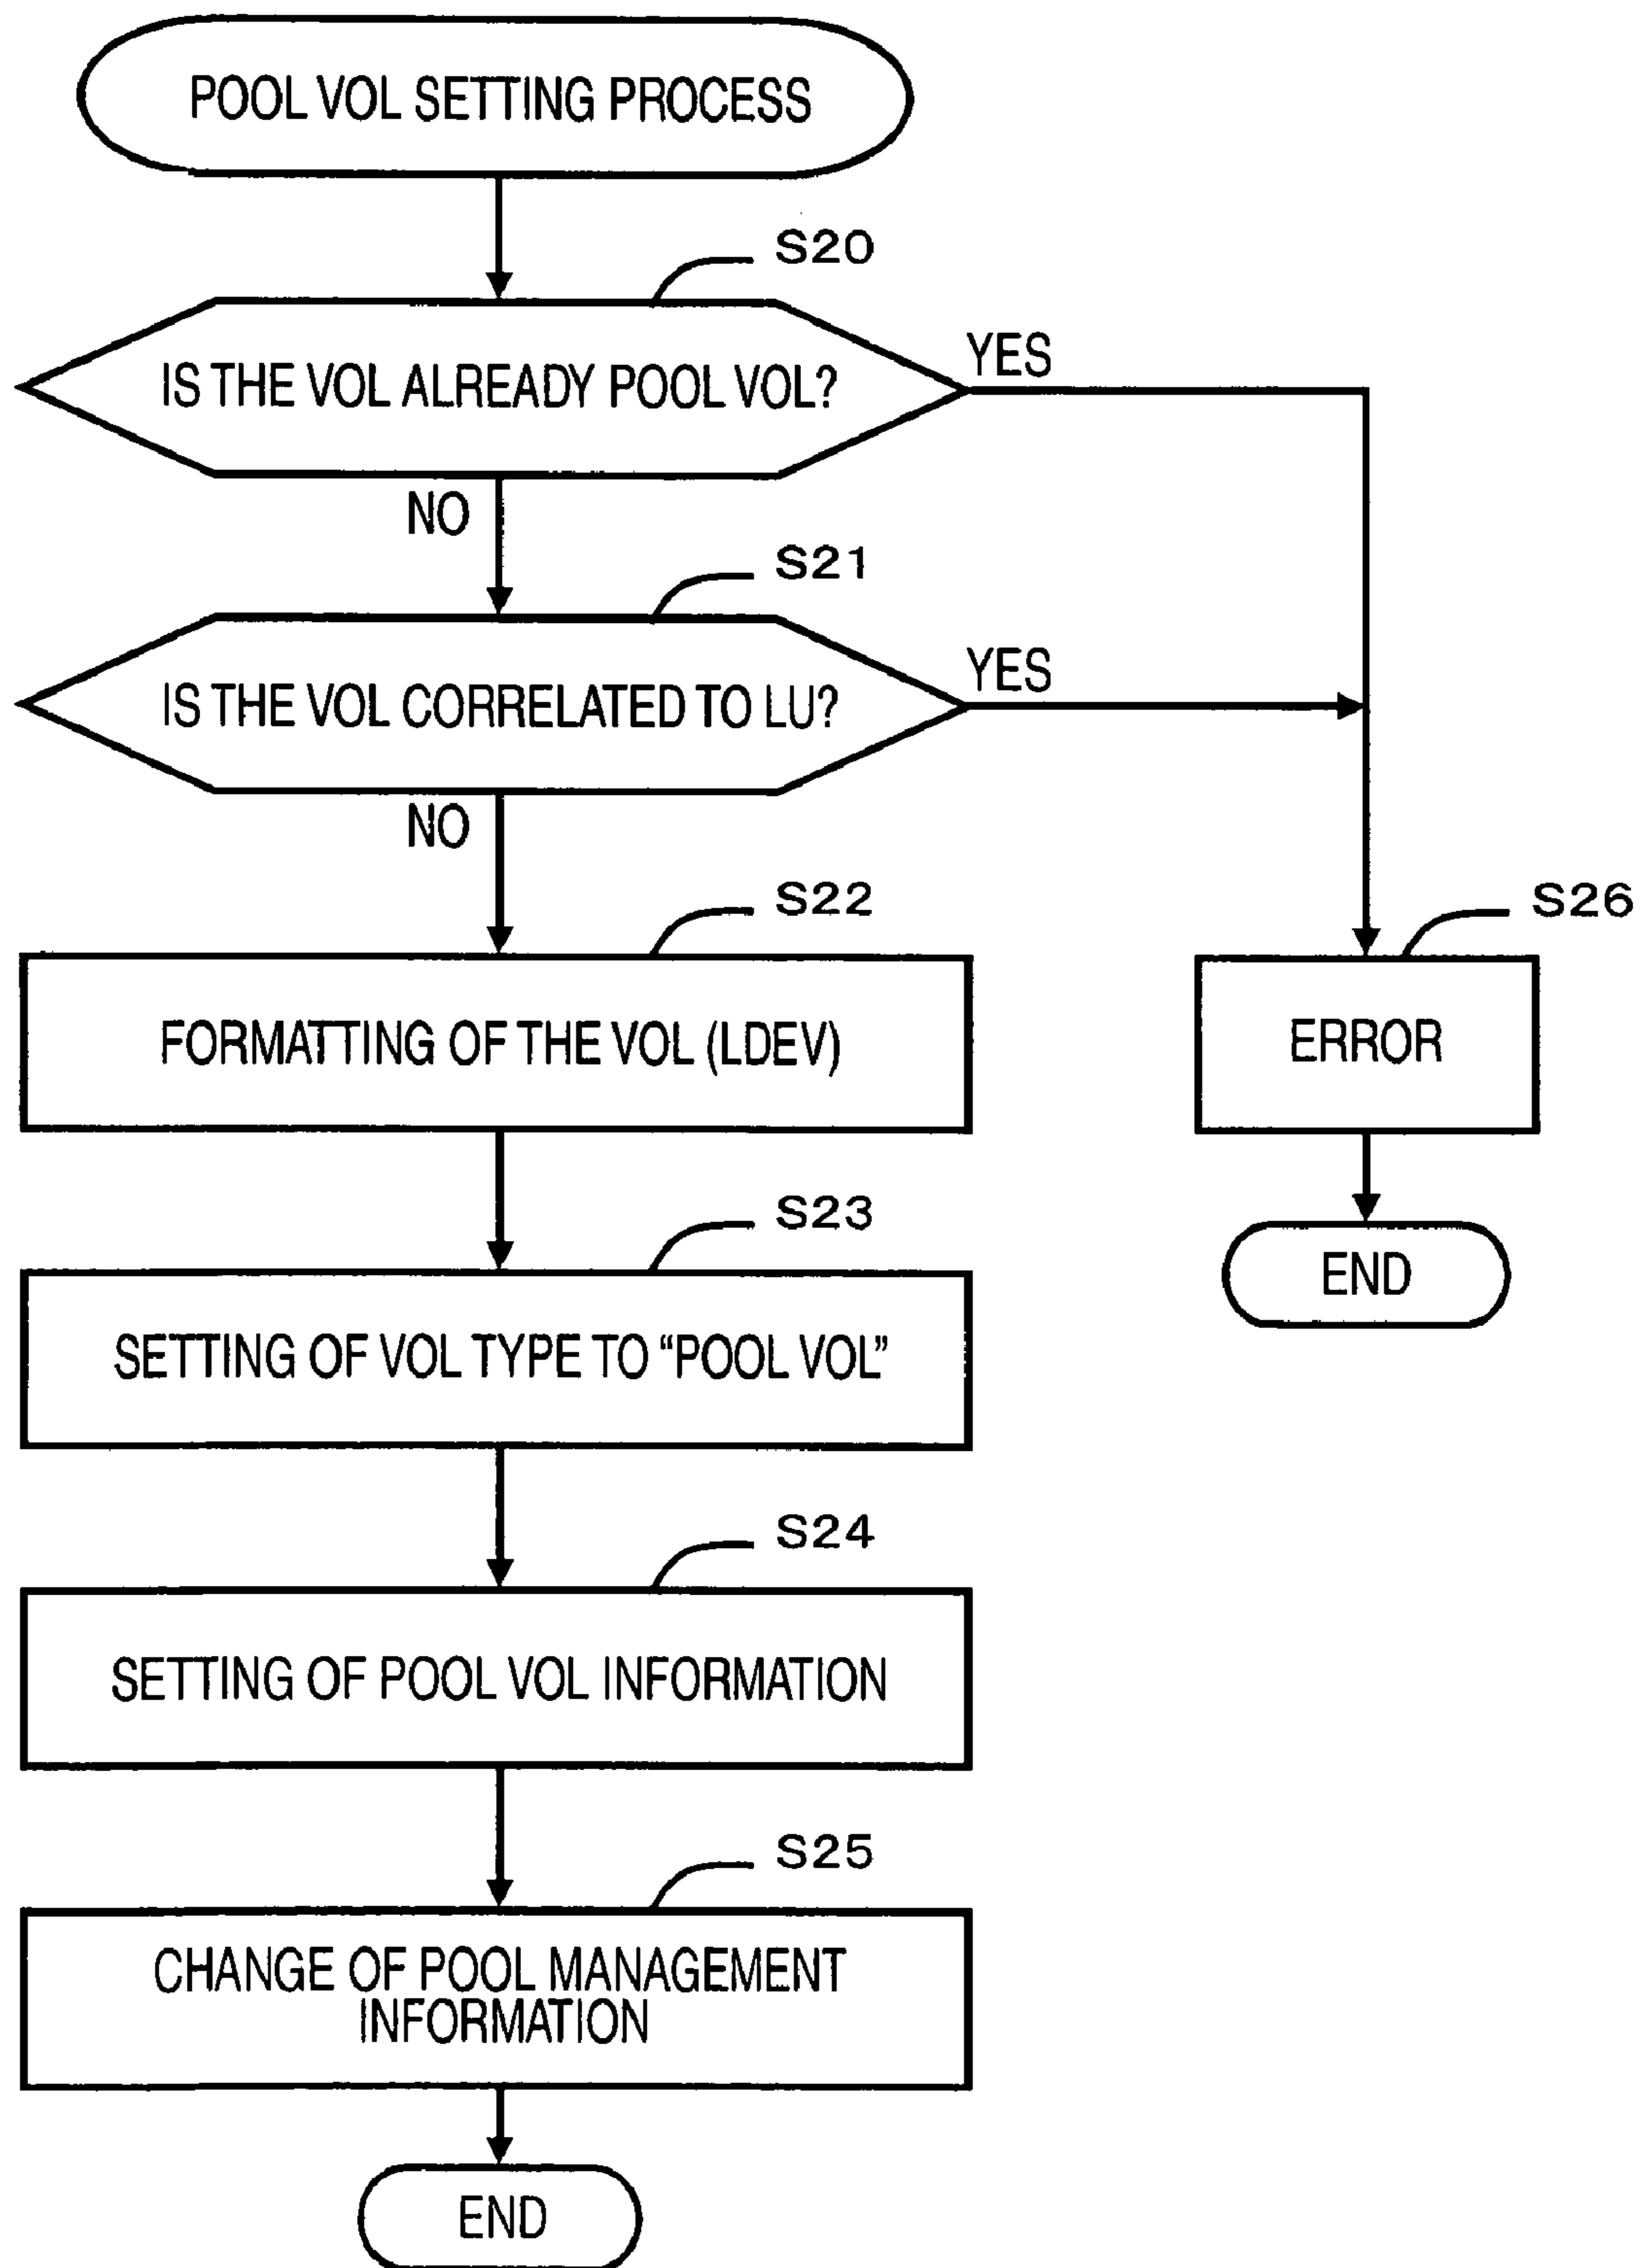 POOL VOL SETTING PROCESS
S20
IS THE VOL ALREADY POOL VOL?
YES
NO
S21
IS THE VOL CORRELATED TO LU?
YES
NO
S22
FORMATTING OF THE VOL (LDEV)
S26
ERROR
END
S23
SETTING OF VOL TYPE TO “POOL VOL”
S24
SETTING OF POOL VOL INFORMATION
S25
CHANGE OF POOL MANAGEMENT
INFORMATION
END